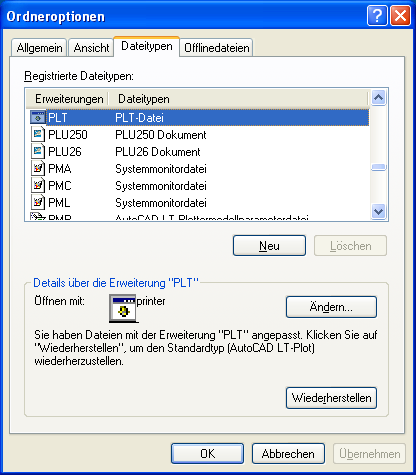 Ordneroptionen
Allgemein Ansicht Dateitypen Offlinedateien
Registrierte Dateitypen:
Erweiterungen Dateitypen
PLT PLT-Datei
PLU250 PLU250 Dokument
PLU26 PLU26 Dokument
PMA Systemmonitordatei
PMC Systemmonitordatei
PML Systemmonitordatei
PMP AutoCAD LT-Plottermodellparameterdatei
Neu Löschen
Details über die Erweiterung "PLT"
Öffnen mit: printer Ändern...
Sie haben Dateien mit der Erweiterung "PLT" angepasst. Klicken Sie auf
"Wiederherstellen", um den Standardtyp (AutoCAD LT-Plot)
wiederherzustellen.
Wiederherstellen
OK Abbrechen Übernehmen